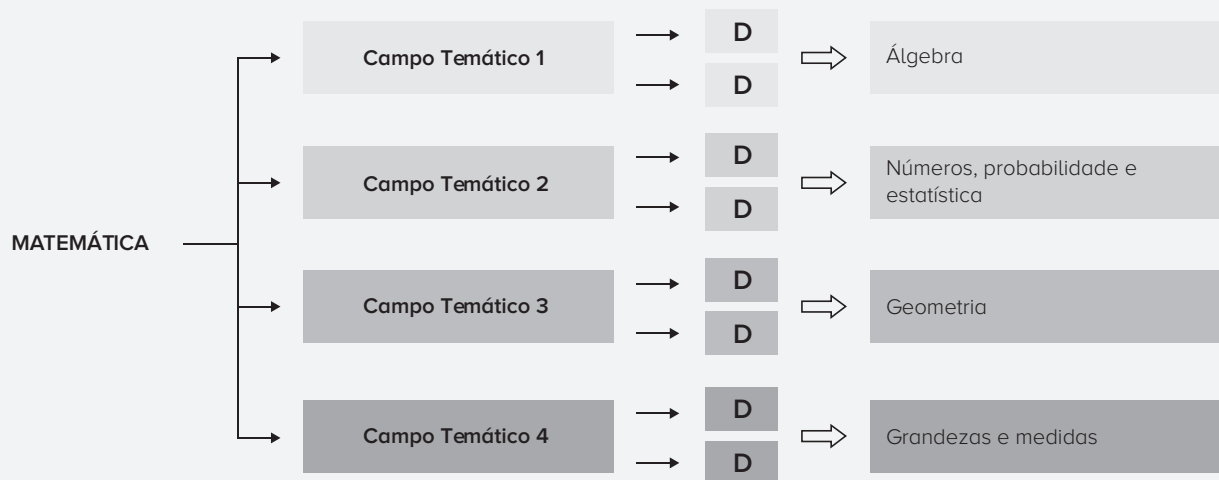 MATEMÁTICA
Campo Temático 1
D
D
Álgebra
Campo Temático 2
D
D
Números, probabilidade e
estatística
Campo Temático 3
D
D
Geometria
Campo Temático 4
D
D
Grandezas e medidas